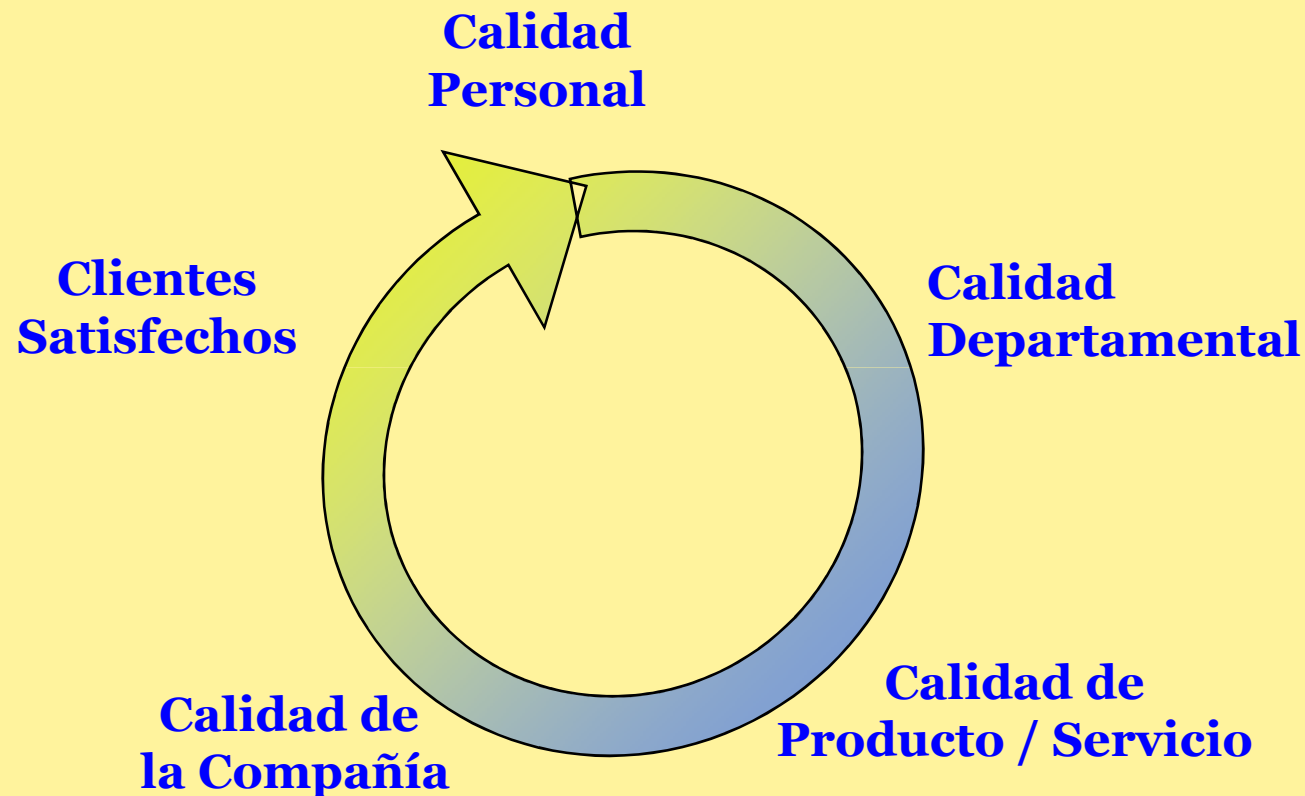 Calidad
Personal
Clientes
Satisfechos
Calidad
Departamental
Calidad de
Producto / Servicio
Calidad de
la Compañía